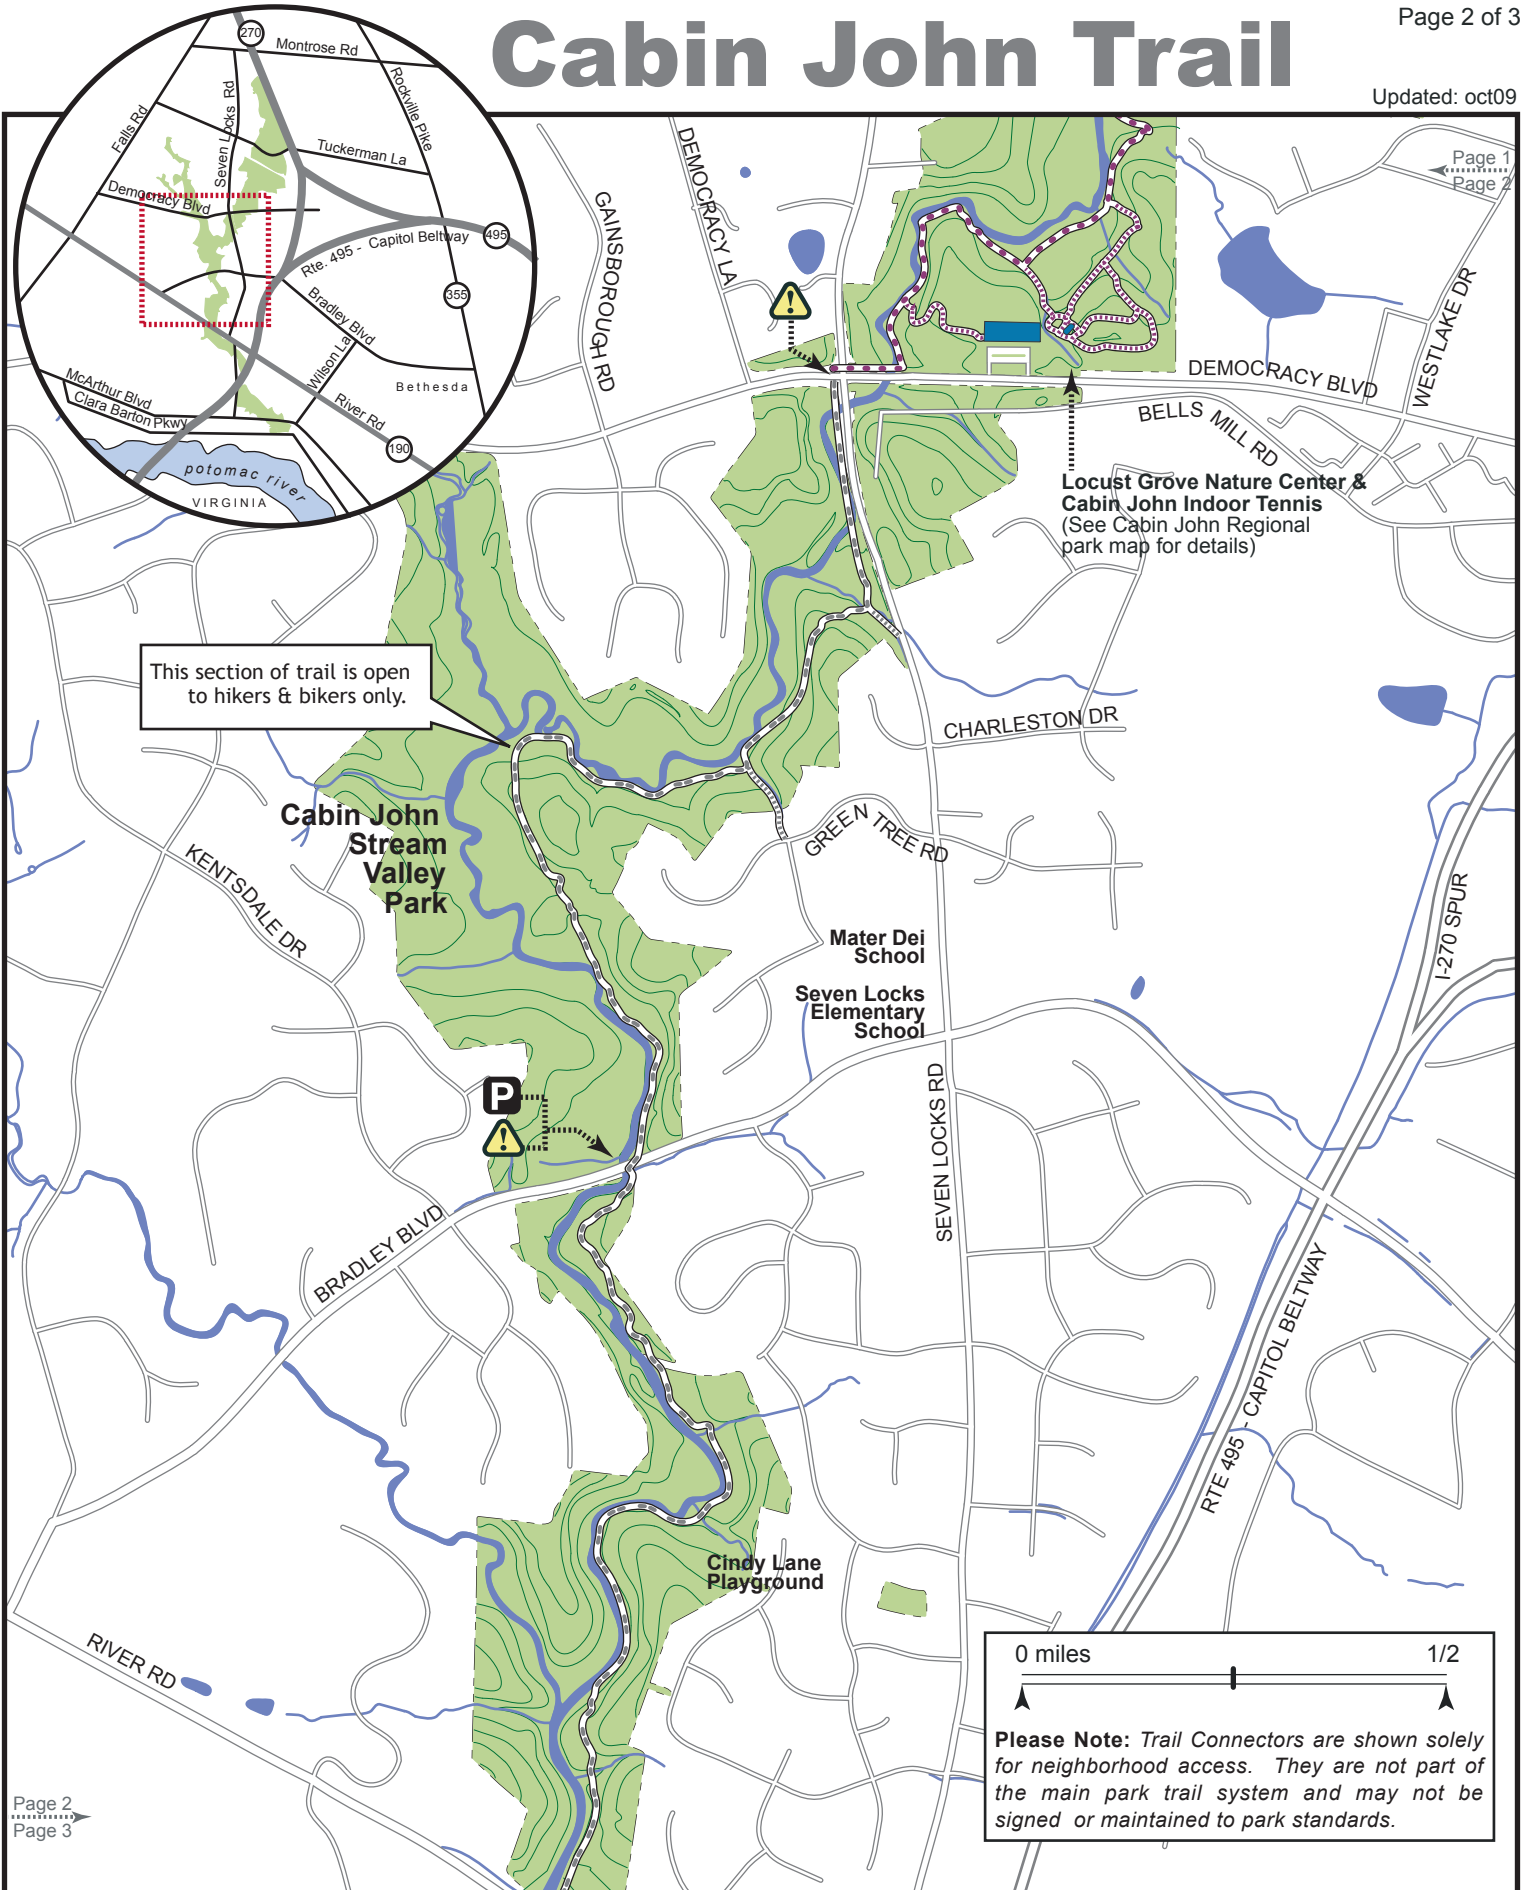 Cabin John Trail
Page 2 of 3
Updated: oct09
270
Montrose Rd
Rockville Pike
Falls Rd
Seven Locks Rd
Tuckerman La
Democracy Blvd
Rte. 495 - Capitol Beltway
495
355
Bradley Blvd
Wilson La
Bethesda
McArthur Blvd
Clara Barton Pkwy
River Rd
190
potomac river
VIRGINIA
Page 1
Page 2
GAINSBOROUGH RD
DEMOCRACY LA
!
WESTLAKE DR
DEMOCRACY BLVD
BELLS MILL RD
Locust Grove Nature Center &
Cabin John Indoor Tennis
(See Cabin John Regional
park map for details)
This section of trail is open
to hikers & bikers only.
CHARLESTON DR
Cabin John
Stream
Valley
Park
GREEN TREE RD
KENTSDALE DR
I-270 SPUR
Mater Dei
School
Seven Locks
Elementary
School
P
!
SEVEN LOCKS RD
BRADLEY BLVD
RTE 495 - CAPITOL BELTWAY
Cindy Lane
Playground
RIVER RD
0 miles 1/2
Please Note: Trail Connectors are shown solely
for neighborhood access. They are not part of
the main park trail system and may not be
signed or maintained to park standards.
Page 2
Page 3